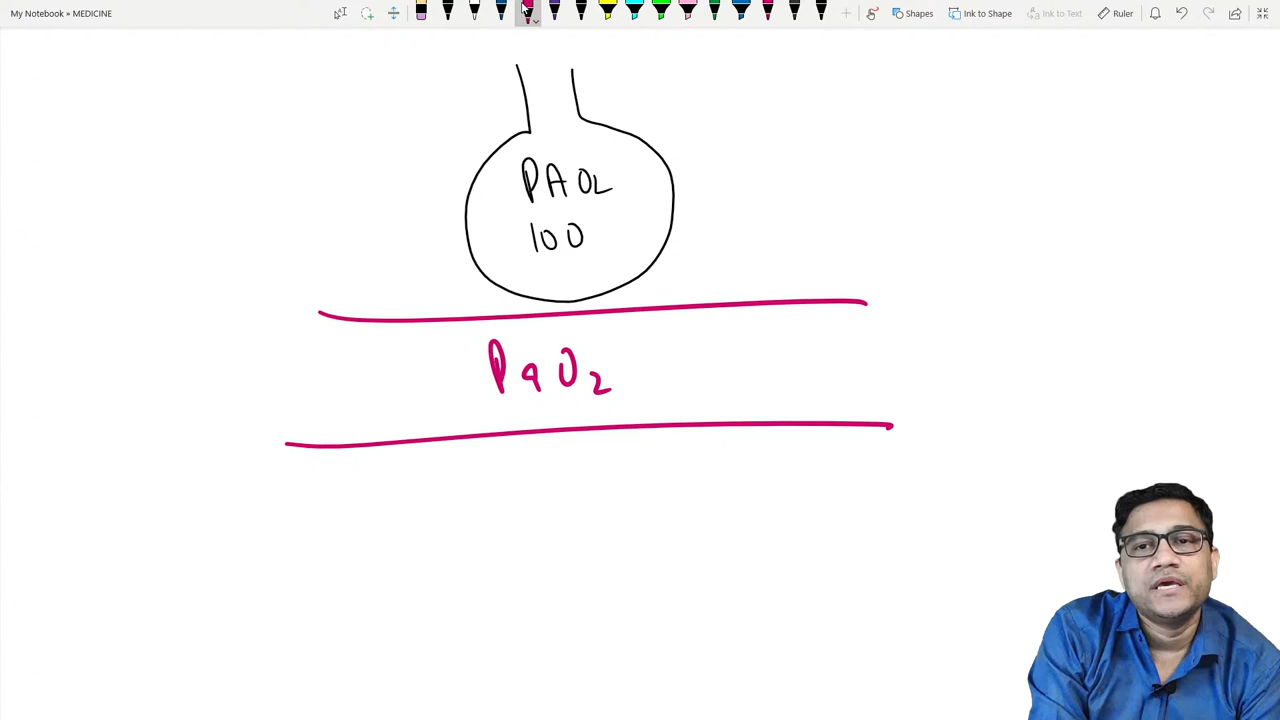 My Notebook » MEDICINE
Shapes
Ink to Shape
Ink to Text
Ruler
PAO2
100
PaO2